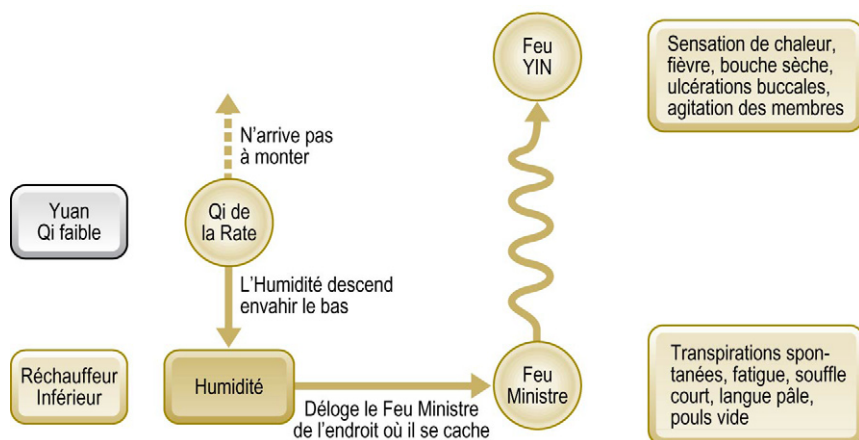 Feu
YIN
Sensation de chaleur,
fièvre, bouche sèche,
ulcérations buccales,
agitation des membres
N’arrive pas
à monter
Yuan
Qi faible
Qi de
la Rate
L’Humidité descend
envahir le bas
Réchauffeur
Inférieur
Humidité
Déloge le Feu Ministre
de l’endroit où il se cache
Feu
Ministre
Transpirations spon-
tanées, fatigue, souffle
court, langue pâle,
pouls vide